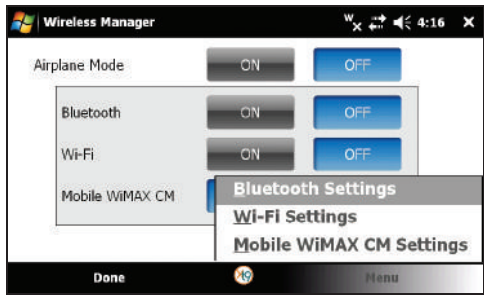 Wireless Manager Wx 4:16 X
Airplane Mode ON OFF
Bluetooth ON OFF
Wi-Fi ON OFF
Mobile WiMAX CM
Bluetooth Settings
Wi-Fi Settings
Mobile WiMAX CM Settings
Done Menu